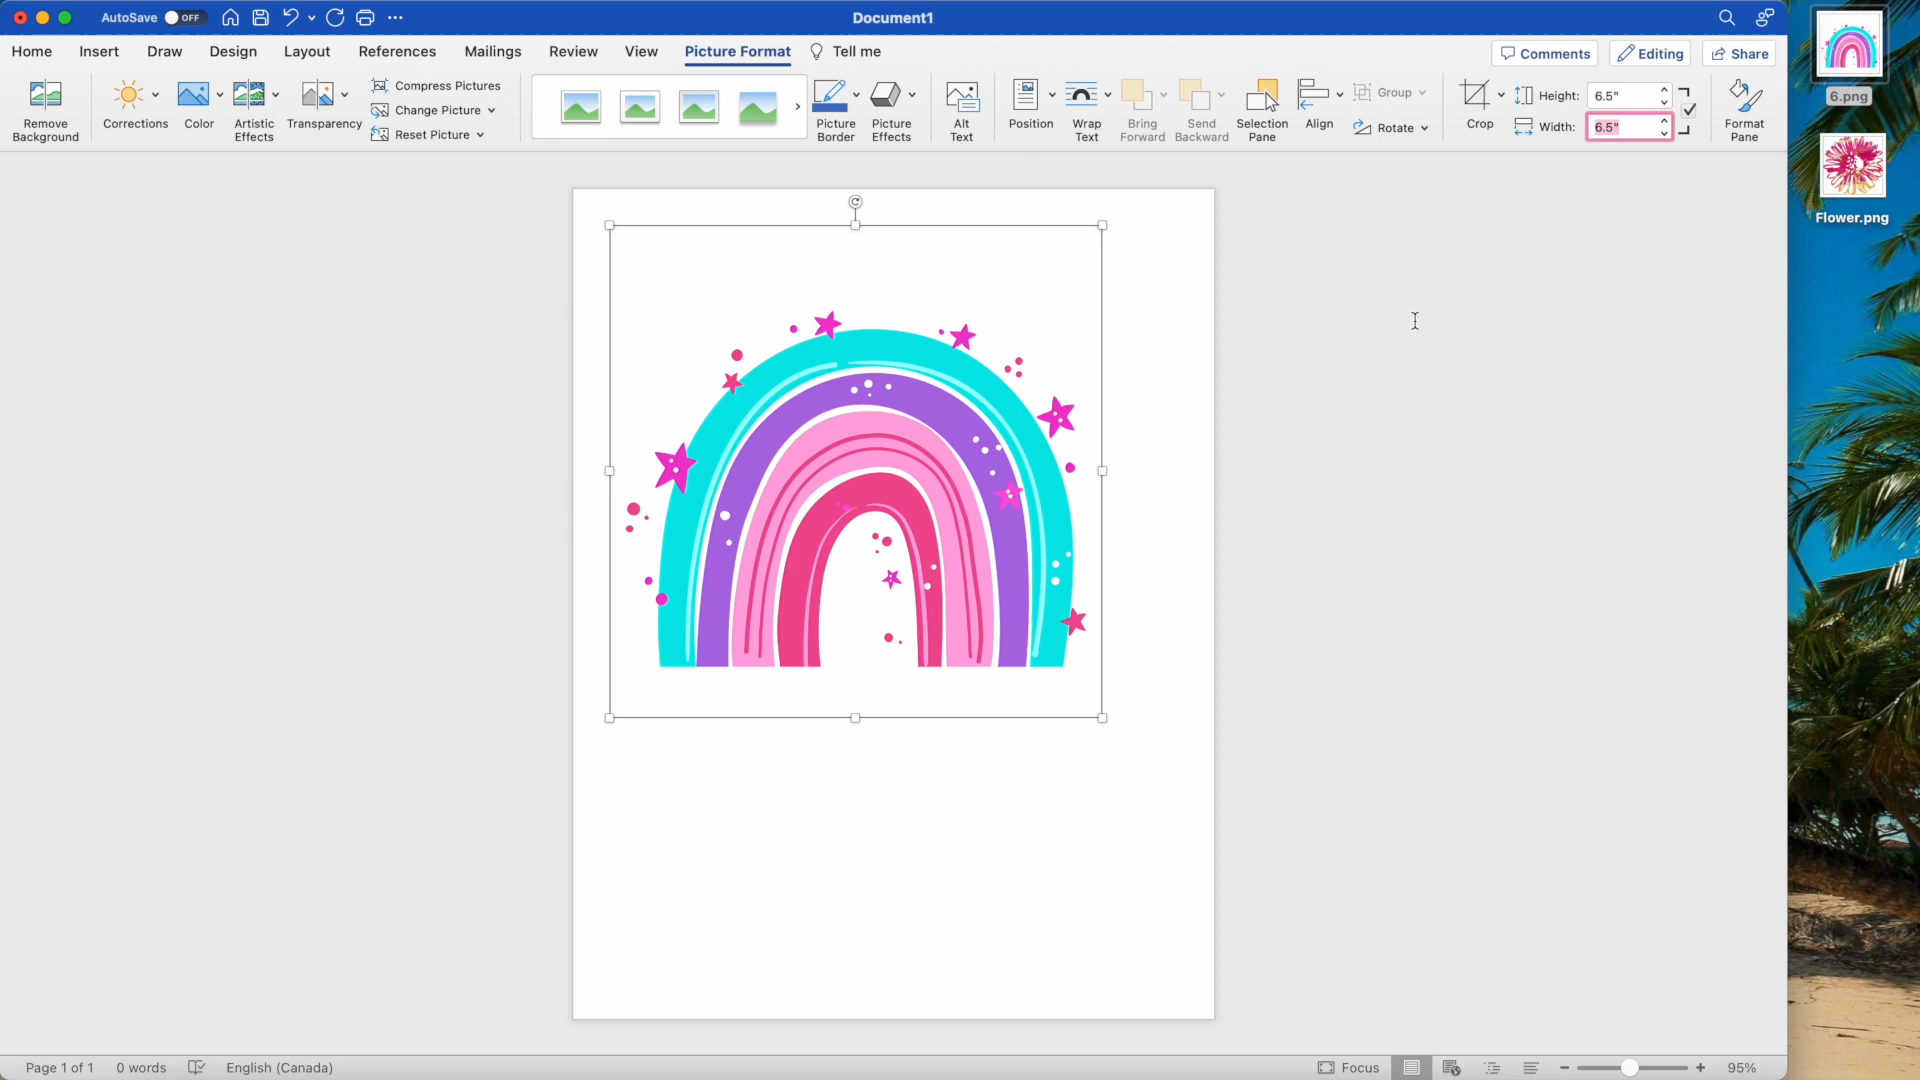 AutoSave OFF Document1
Home Insert Draw Design Layout References Mailings Review View Picture Format Tell me Comments Editing Share
Remove Background
Corrections
Color
Artistic Effects
Transparency
Compress Pictures
Change Picture
Reset Picture
Picture Border
Picture Effects
Alt Text
Position
Wrap Text
Bring Forward
Send Backward
Selection Pane
Align
Group
Rotate
Crop
Height: 6.5"
Width: 6.5"
Format Pane
6.png
Flower.png
Page 1 of 1 0 words English (Canada) Focus 95%